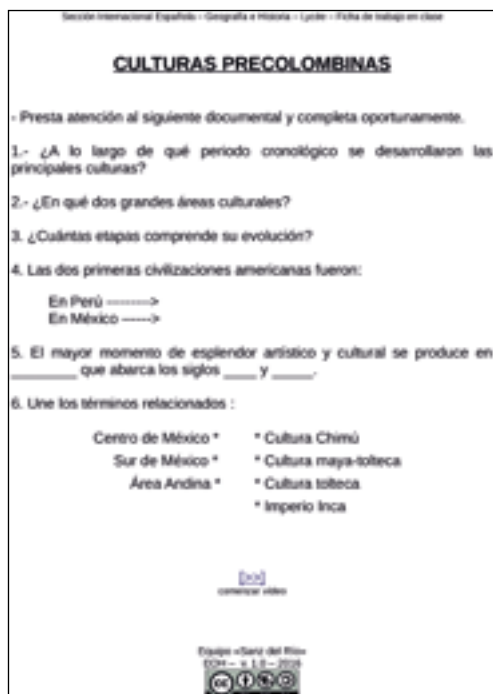 Sección Internacional Española – Geografía e Historia – Lycée – Ficha de trabajo en clase
CULTURAS PRECOLOMBINAS
- Presta atención al siguiente documental y completa oportunamente.
1.- ¿A lo largo de qué periodo cronológico se desarrollaron las
principales culturas?
2.- ¿En qué dos grandes áreas culturales?
3. ¿Cuántas etapas comprende su evolución?
4. Las dos primeras civilizaciones americanas fueron:
En Perú -------->
En México ------>
5. El mayor momento de esplendor artístico y cultural se produce en
________ que abarca los siglos ____ y _____.
6. Une los términos relacionados :
Centro de México * * Cultura Chimú
Sur de México * * Cultura maya-tolteca
Área Andina * * Cultura tolteca
* Imperio Inca
[>>]
comenzar vídeo
Equipo «Sanz del Río»
v. 1.0 – 2016
cc